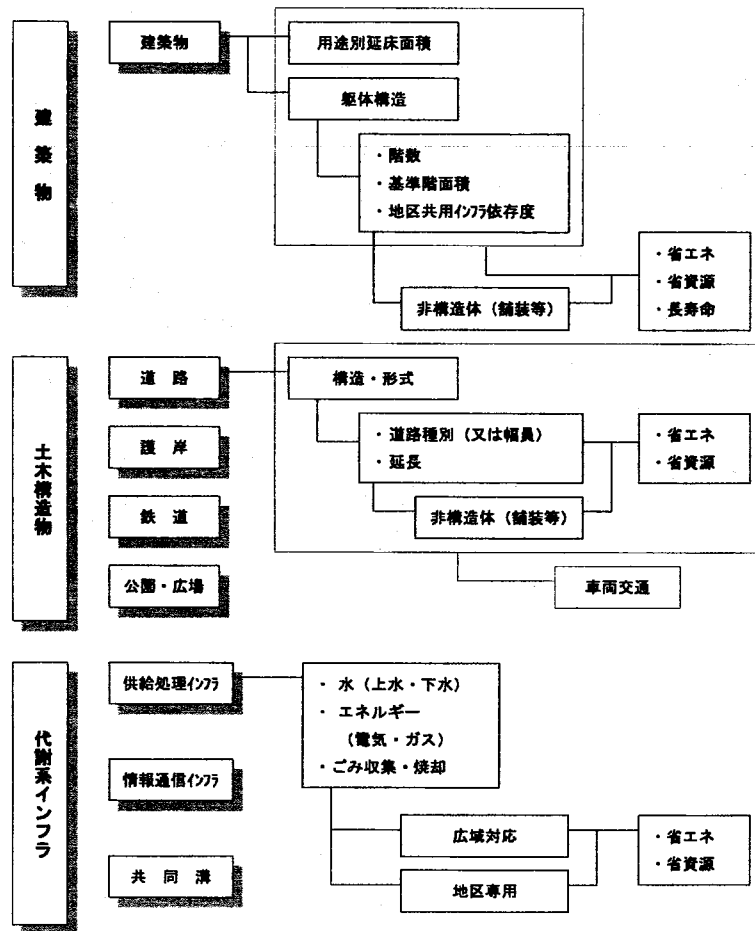 建築物
建築物
用途別延床面積
躯体構造
・階数
・基準階面積
・地区共用インフラ依存度
・省エネ
・省資源
・長寿命
非構造体（舗装等）
土木構造物
道路
構造・形式
・道路種別（又は幅員）
・延長
・省エネ
・省資源
護岸
非構造体（舗装等）
鉄道
公園・広場
車両交通
代謝系インフラ
供給処理インフラ
・水（上水・下水）
・エネルギー
（電気・ガス）
・ごみ収集・焼却
情報通信インフラ
広域対応
・省エネ
・省資源
共同溝
地区専用